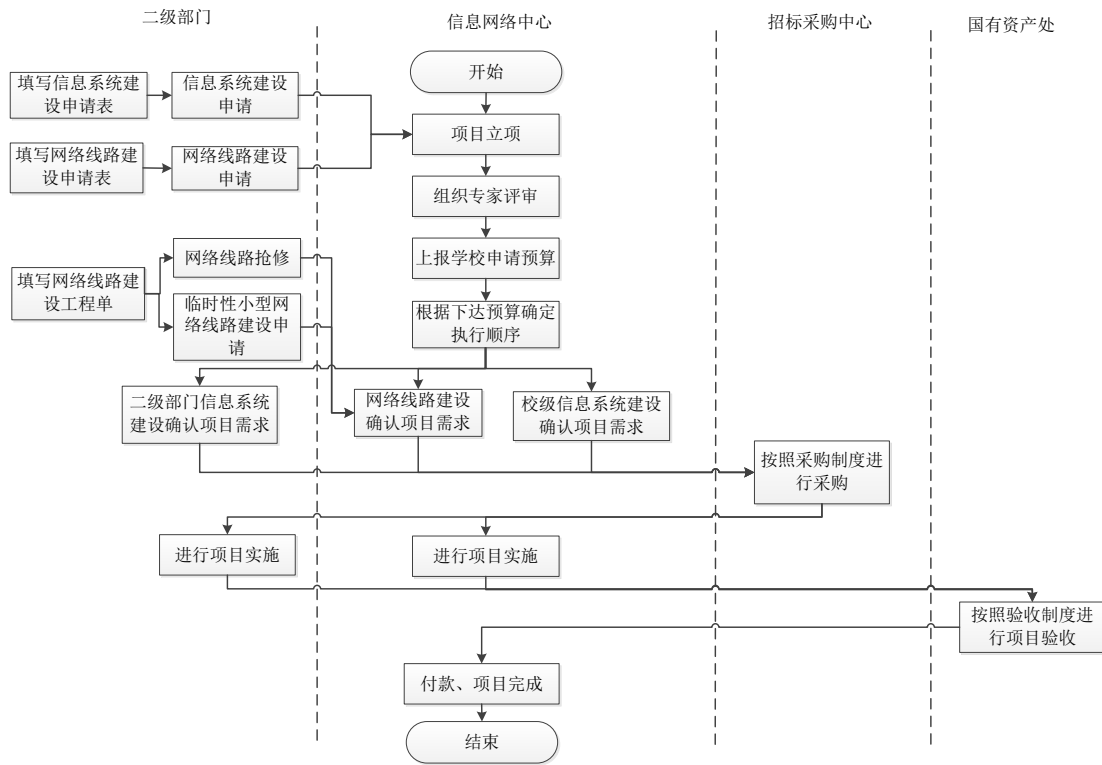 二级部门
信息网络中心
招标采购中心
国有资产处
开始
填写信息系统建
设申请表
信息系统建设
申请
项目立项
填写网络线路建
设申请表
网络线路建设
申请
组织专家评审
网络线路抢修
上报学校申请预算
填写网络线路建
设工程单
临时性小型网
络线路建设申
请
根据下达预算确定
执行顺序
二级部门信息系统
建设确认项目需求
网络线路建设
确认项目需求
校级信息系统建设
确认项目需求
按照采购制度进
行采购
进行项目实施
进行项目实施
按照验收制度进
行项目验收
付款、项目完成
结束